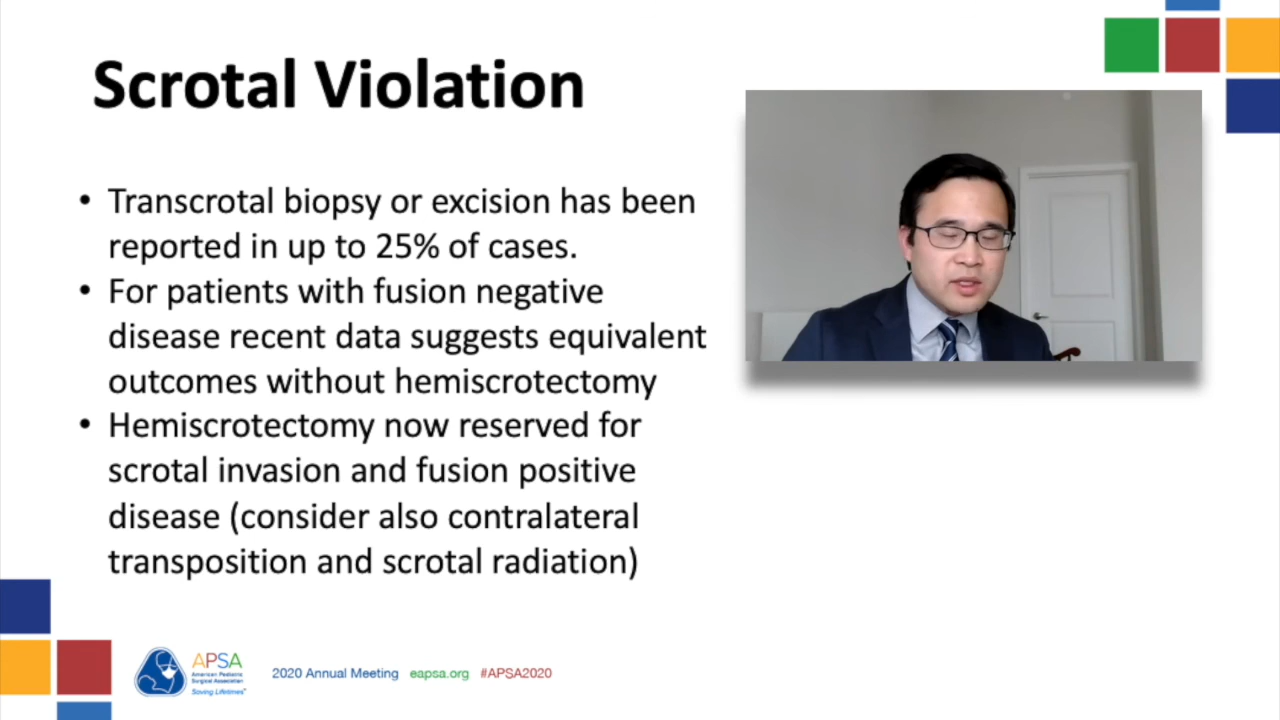 Scrotal Violation
• Transcrotal biopsy or excision has been
reported in up to 25% of cases.
• For patients with fusion negative
disease recent data suggests equivalent
outcomes without hemiscrotectomy
• Hemiscrotectomy now reserved for
scrotal invasion and fusion positive
disease (consider also contralateral
transposition and scrotal radiation)
APSA
American Pediatric
Surgical Association
Saving Lifetimes
2020 Annual Meeting eapsa.org #APSA2020